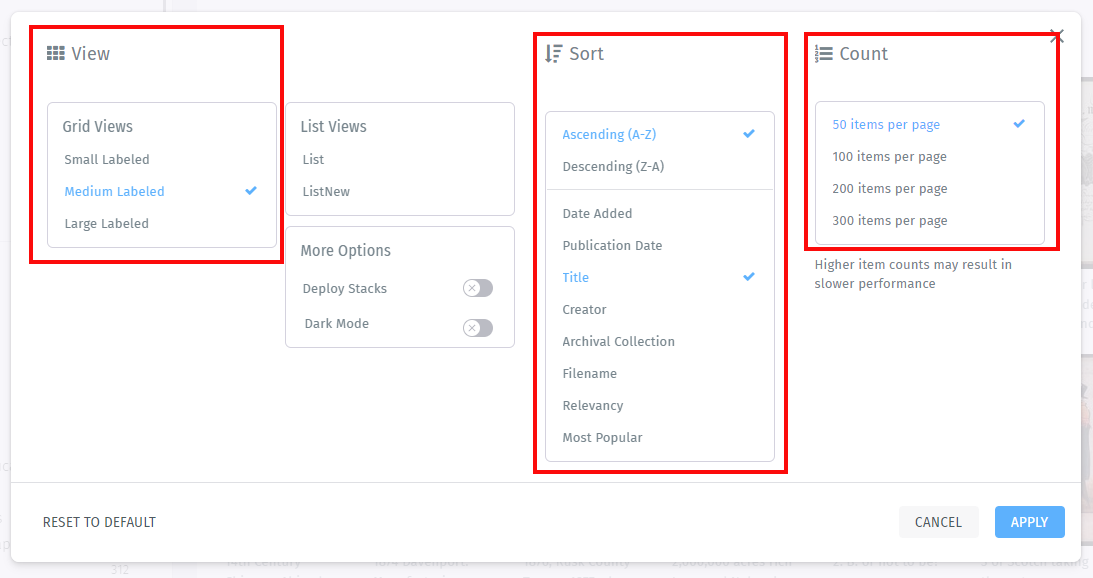 View
Grid Views
Small Labeled
Medium Labeled
Large Labeled
List Views
List
ListNew
More Options
Deploy Stacks
Dark Mode
Sort
Ascending (A-Z)
Descending (Z-A)
Date Added
Publication Date
Title
Creator
Archival Collection
Filename
Relevancy
Most Popular
Count
50 items per page
100 items per page
200 items per page
300 items per page
Higher item counts may result in
slower performance
RESET TO DEFAULT
CANCEL
APPLY
312